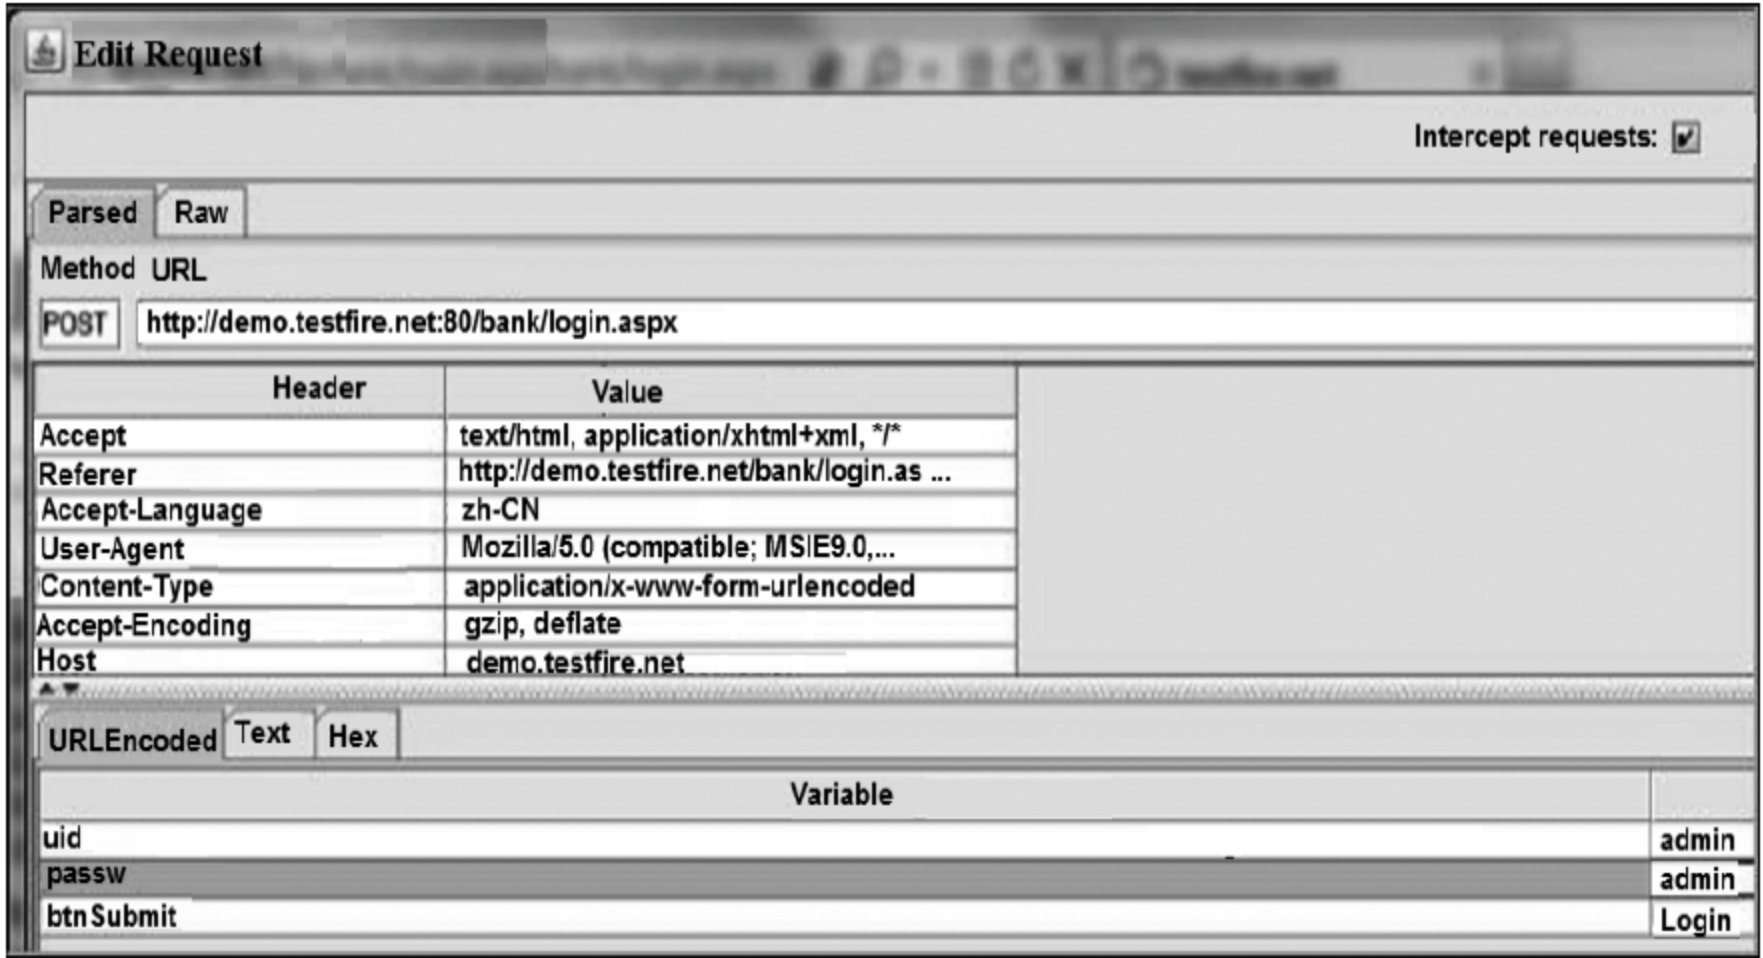 Edit Request
testfire.net
Intercept requests:
Parsed Raw
Method URL
POST http://demo.testfire.net:80/bank/login.aspx
Header Value
Accept text/html, application/xhtml+xml, */*
Referer http://demo.testfire.net/bank/login.as ...
Accept-Language zh-CN
User-Agent Mozilla/5.0 (compatible; MSIE9.0,...
Content-Type application/x-www-form-urlencoded
Accept-Encoding gzip, deflate
Host demo.testfire.net
URLEncoded Text Hex
Variable
uid admin
passw admin
btnSubmit Login